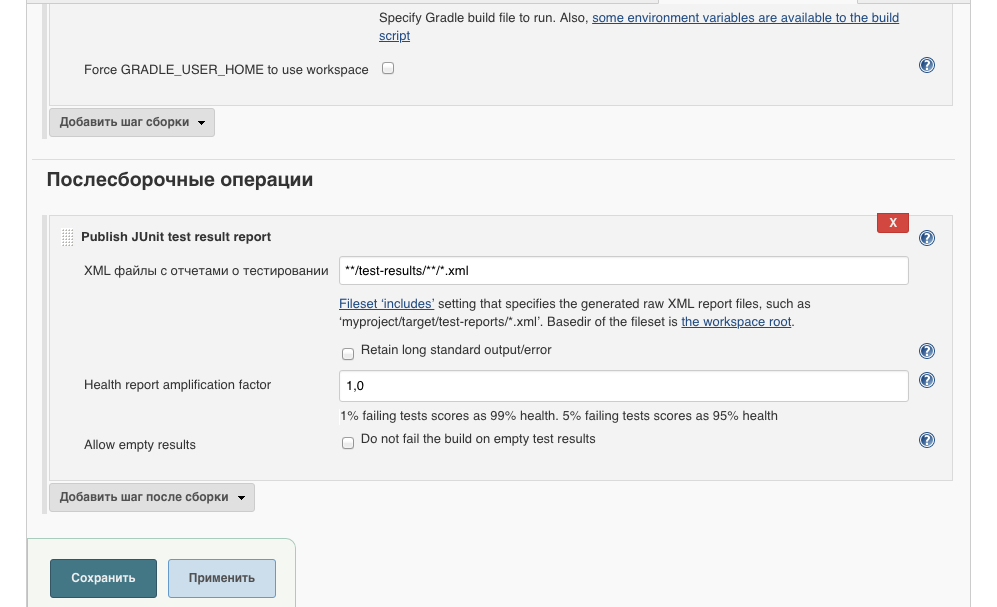 Specify Gradle build file to run. Also, some environment variables are available to the build
script
Force GRADLE_USER_HOME to use workspace
Добавить шаг сборки
Послесборочные операции
X
Publish JUnit test result report
XML файлы с отчетами о тестировании **/test-results/**/*.xml
Fileset ‘includes’ setting that specifies the generated raw XML report files, such as
‘myproject/target/test-reports/*.xml’. Basedir of the fileset is the workspace root.
Retain long standard output/error
Health report amplification factor 1,0
1% failing tests scores as 99% health. 5% failing tests scores as 95% health
Allow empty results Do not fail the build on empty test results
Добавить шаг после сборки
Сохранить Применить